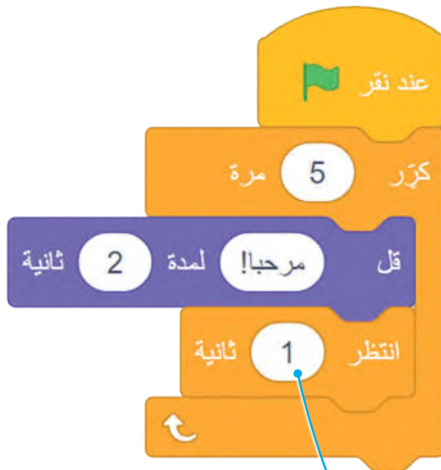 عند نقر
كرّر 5 مرة
قل مرحبا! لمدة 2 ثانية
انتظر 1 ثانية